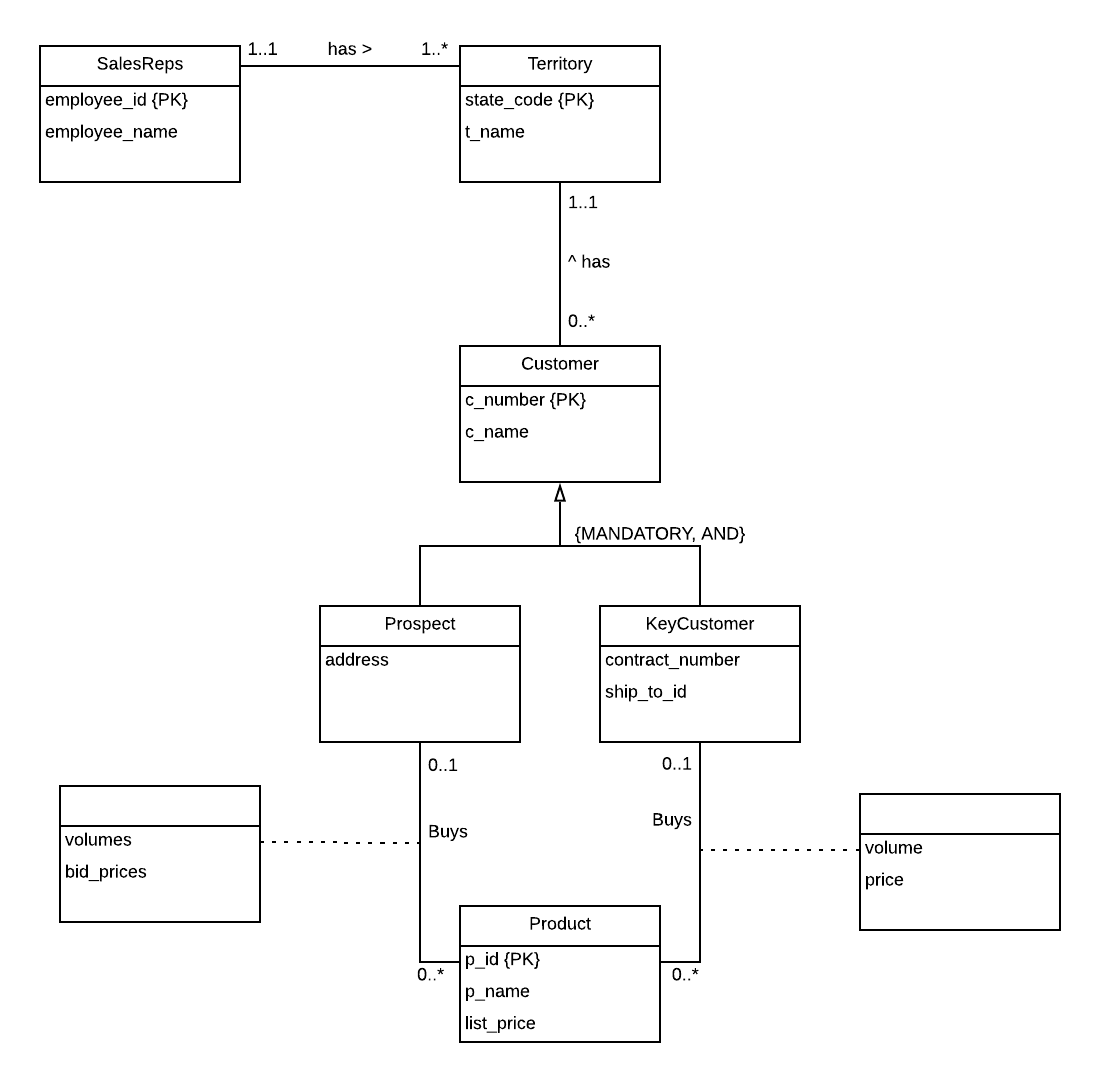 SalesReps
employee_id {PK}
employee_name
1..1 has > 1..*
Territory
state_code {PK}
t_name
1..1
^ has
0..*
Customer
c_number {PK}
c_name
{MANDATORY, AND}
Prospect
address
KeyCustomer
contract_number
ship_to_id
0..1
Buys
0..*
0..1
Buys
0..*
volumes
bid_prices
volume
price
Product
p_id {PK}
p_name
list_price